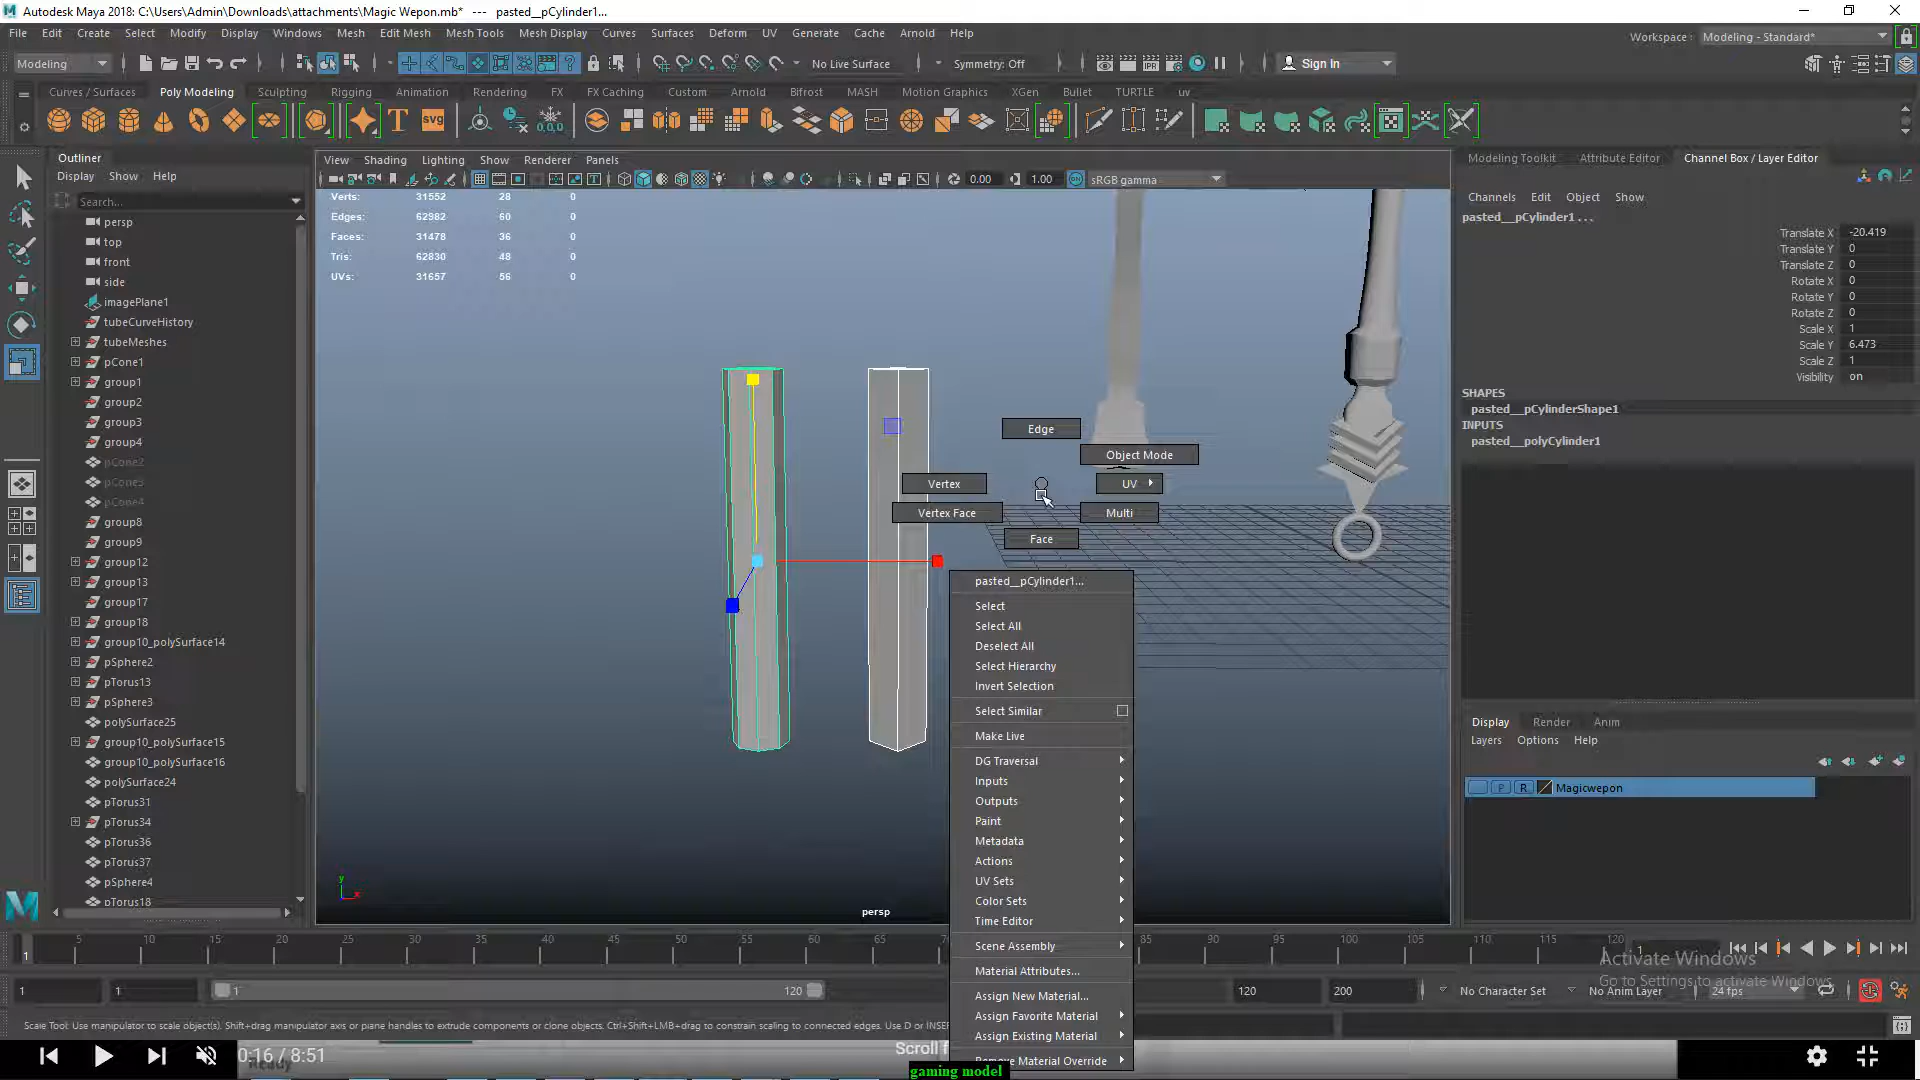 Autodesk Maya 2018: C:\Users\Admin\Downloads\attachments\Magic Wepon.mb* --- pasted__pCylinder1...
File Edit Create Select Modify Display Windows Mesh Edit Mesh Mesh Tools Mesh Display Curves Surfaces Deform UV Generate Cache Arnold Help
Workspace : Modeling - Standard*
Modeling
No Live Surface
Symmetry: Off
Sign In
Curves / Surfaces Poly Modeling Sculpting Rigging Animation Rendering FX FX Caching Custom Arnold Bifrost MASH Motion Graphics XGen Bullet TURTLE uv
T svg 0,0,0
Outliner
Display Show Help
Search...
persp
top
front
side
imagePlane1
tubeCurveHistory
tubeMeshes
pCone1
group1
group2
group3
group4
pCone2
pCone3
pCone4
group8
group9
group12
group13
group17
group18
group10_polySurface14
pSphere2
pTorus13
pSphere3
polySurface25
group10_polySurface15
group10_polySurface16
polySurface24
pTorus31
pTorus34
pTorus36
pTorus37
pSphere4
pTorus18
View Shading Lighting Show Renderer Panels
0.00 1.00 sRGB gamma
Verts: 31552 28 0
Edges: 62982 60 0
Faces: 31478 36 0
Tris: 62830 48 0
UVs: 31657 56 0
Edge
Object Mode
Vertex
UV
Vertex Face
Multi
Face
pasted__pCylinder1...
Select
Select All
Deselect All
Select Hierarchy
Invert Selection
Select Similar
Make Live
DG Traversal
Inputs
Outputs
Paint
Metadata
Actions
UV Sets
Color Sets
Time Editor
Scene Assembly
Material Attributes...
Assign New Material...
Assign Favorite Material
Assign Existing Material
Remove Material Override
y
x
persp
Modeling Toolkit Attribute Editor Channel Box / Layer Editor
Channels Edit Object Show
pasted__pCylinder1 . . .
Translate X -20.419
Translate Y 0
Translate Z 0
Rotate X 0
Rotate Y 0
Rotate Z 0
Scale X 1
Scale Y 6.473
Scale Z 1
Visibility on
SHAPES
pasted__pCylinderShape1
INPUTS
pasted__polyCylinder1
Display Render Anim
Layers Options Help
P R Magicwepon
5 10 15 20 25 30 35 40 45 50 55 60 65 85 90 95 100 105 110 115 120
1
1
Activate Windows
Go to Settings to activate Windows.
1 1 1 120 120 200 No Character Set No Anim Layer 24 fps
Scale Tool: Use manipulator to scale object(s). Shift+drag manipulator axis or plane handles to extrude components or clone objects. Ctrl+Shift+LMB+drag to constrain scaling to connected edges. Use D or INSER
0:16 / 8:51
Ready
Scroll f
gaming model